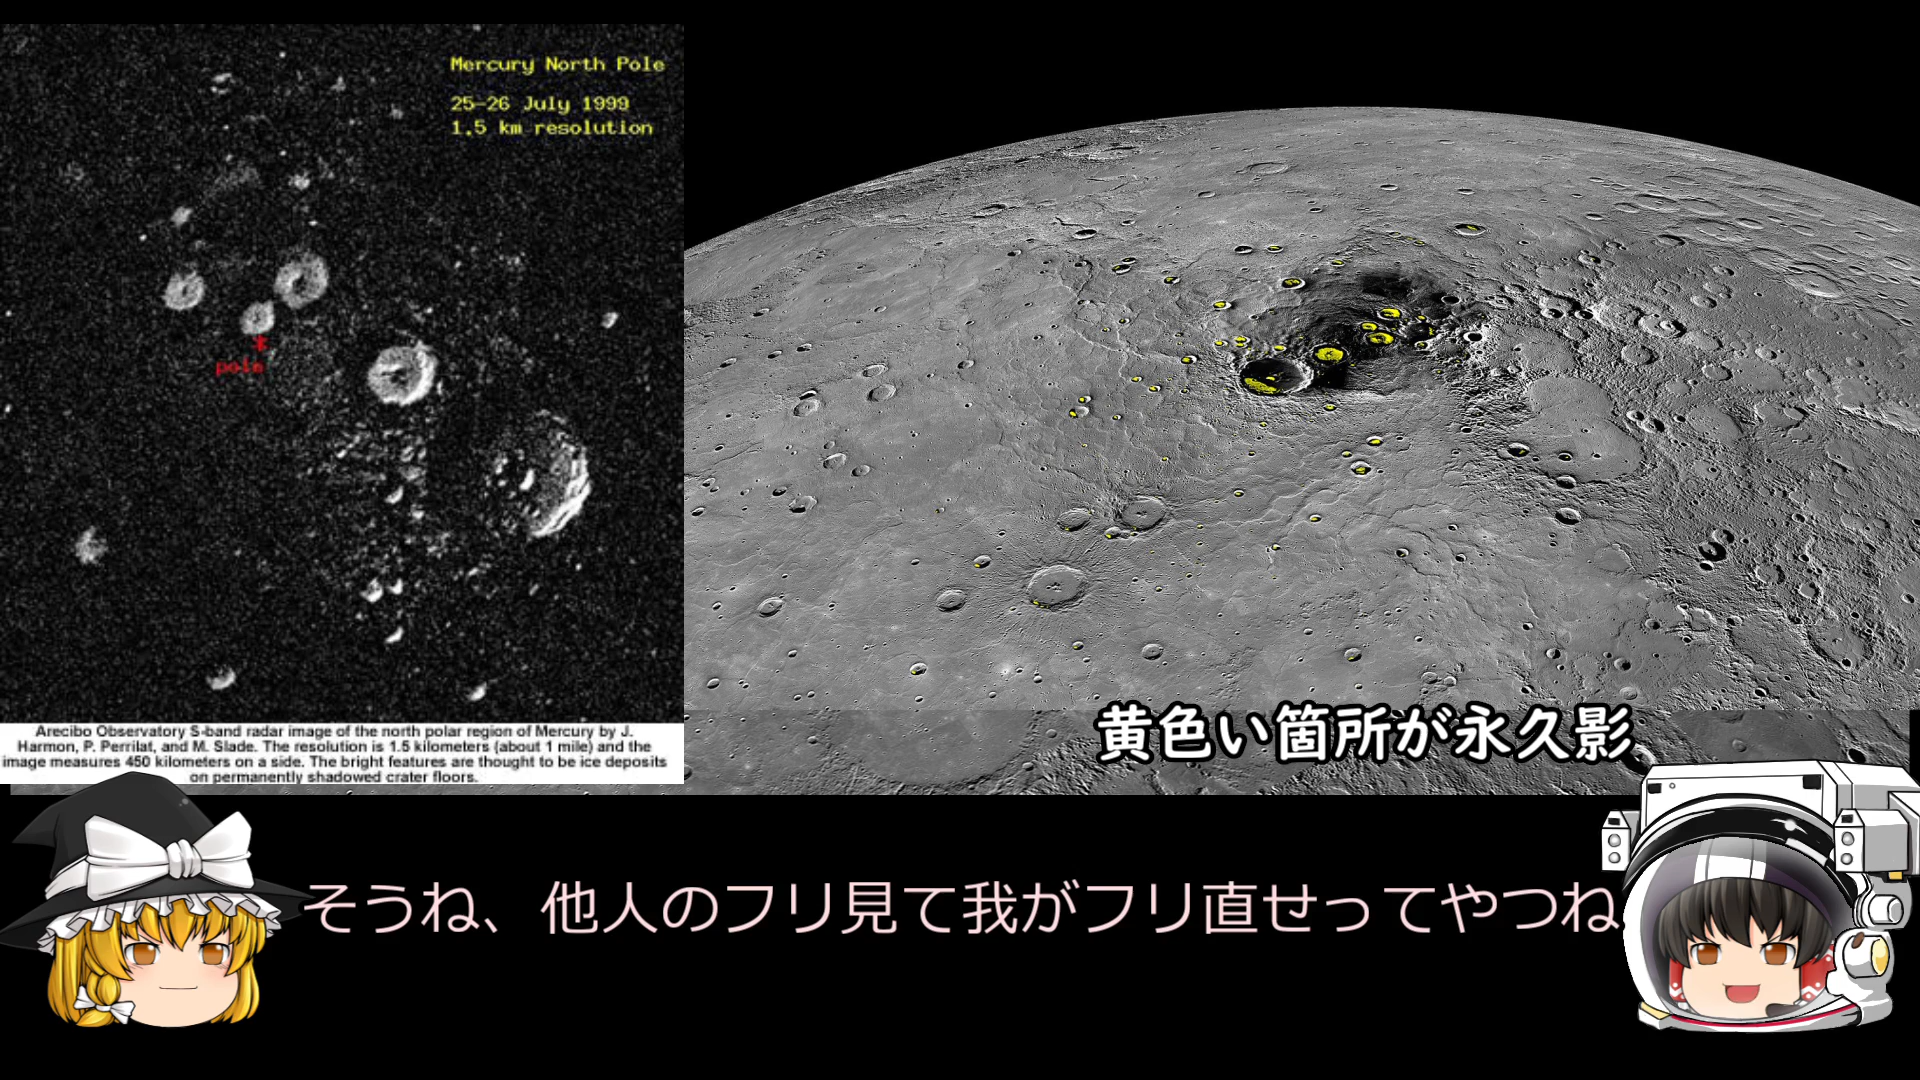 Mercury North Pole
25-26 July 1999
1.5 km resolution
pole
Arecibo Observatory S-band radar image of the north polar region of Mercury by J.
Harmon, P. Perrilat, and M. Slade. The resolution is 1.5 kilometers (about 1 mile) and the
image measures 450 kilometers on a side. The bright features are thought to be ice deposits
on permanently shadowed crater floors.
黄色い箇所が永久影
そうね、他人のフリ見て我がフリ直せってやつね